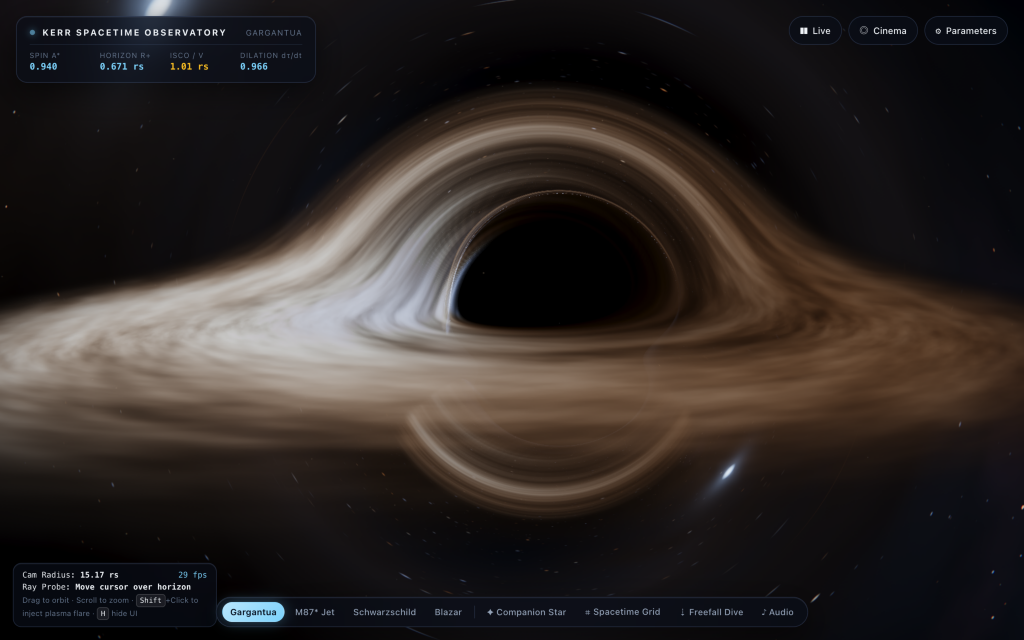 KERR SPACETIME OBSERVATORY GARGANTUA
SPIN A* HORIZON R+ ISCO / V DILATION dτ/dt
0.940 0.671 rs 1.01 rs 0.966
Live Cinema Parameters
Cam Radius: 15.17 rs 29 fps
Ray Probe: Move cursor over horizon
Drag to orbit · Scroll to zoom · Shift+Click to
inject plasma flare · H hide UI
Gargantua M87* Jet Schwarzschild Blazar Companion Star Spacetime Grid Freefall Dive Audio